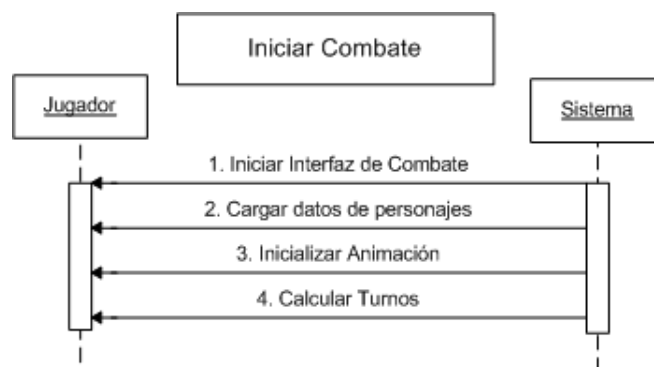 Iniciar Combate
Jugador
Sistema
1. Iniciar Interfaz de Combate
2. Cargar datos de personajes
3. Inicializar Animación
4. Calcular Turnos